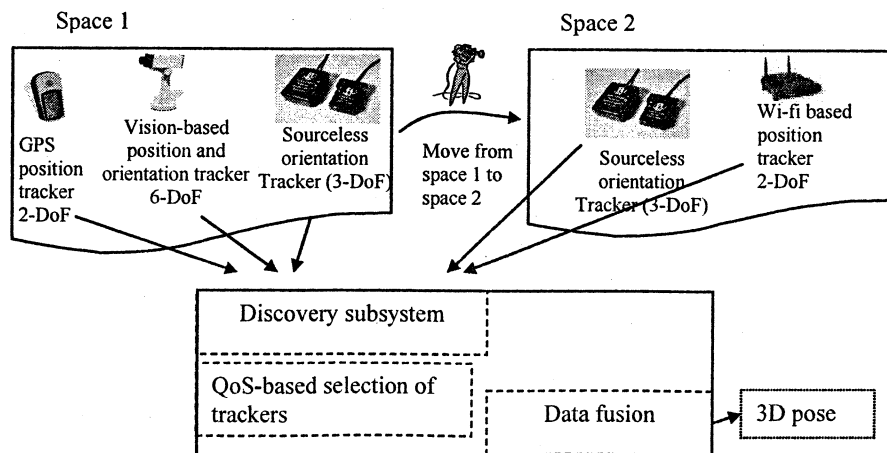 Space 1
Space 2
GPS
position
tracker
2-DoF
Vision-based
position and
orientation tracker
6-DoF
Sourceless
orientation
Tracker (3-DoF)
Move from
space 1 to
space 2
Sourceless
orientation
Tracker (3-DoF)
Wi-fi based
position
tracker
2-DoF
Discovery subsystem
QoS-based selection of
trackers
Data fusion
3D pose